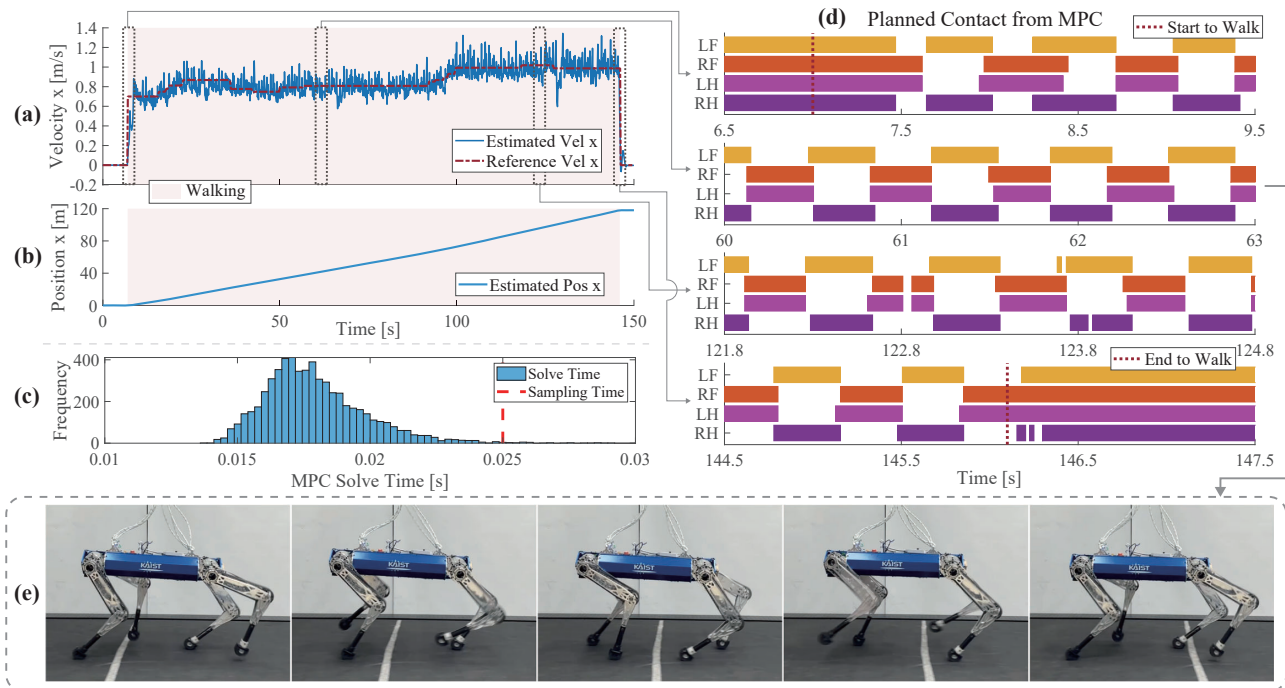 (a)
Velocity x [m/s]
1.4
1.2
1
0.8
0.6
0.4
0.2
0
-0.2
Estimated Vel x
Reference Vel x
Walking
(b)
Position x [m]
120
80
40
0
Estimated Pos x
0 50 100 150
Time [s]
(c)
Frequency
400
200
0
Solve Time
Sampling Time
0.01 0.015 0.02 0.025 0.03
MPC Solve Time [s]
(d) Planned Contact from MPC
Start to Walk
LF
RF
LH
RH
6.5 7.5 8.5 9.5
LF
RF
LH
RH
60 61 62 63
LF
RF
LH
RH
121.8 122.8 123.8 124.8
End to Walk
LF
RF
LH
RH
144.5 145.5 146.5 147.5
Time [s]
(e)
KAIST
KAIST
KAIST
KAIST
KAIST